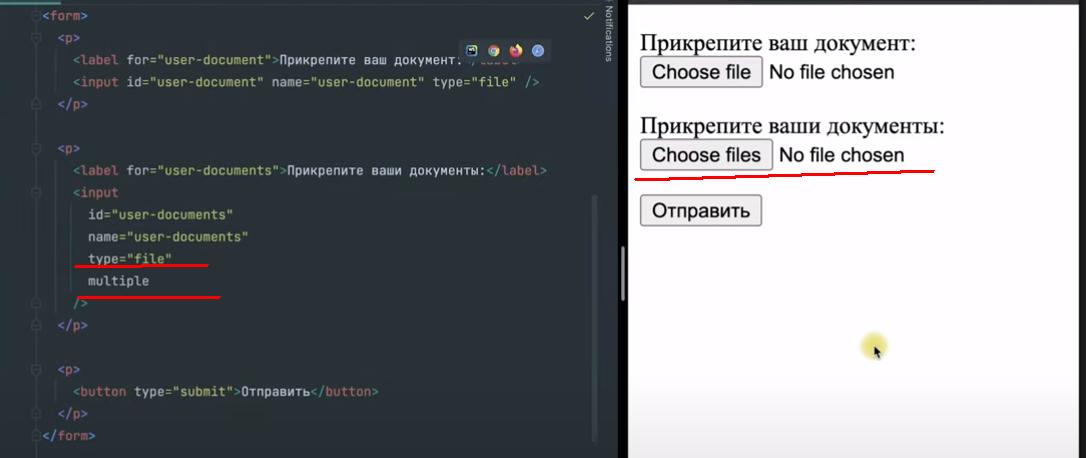 <form>
<p>
<label for="user-document">Прикрепите ваш документ:</label>
<input id="user-document" name="user-document" type="file" />
</p>
<p>
<label for="user-documents">Прикрепите ваши документы:</label>
<input
id="user-documents"
name="user-documents"
type="file"
multiple
/>
</p>
<p>
<button type="submit">Отправить</button>
</p>
</form>
Notifications
Прикрепите ваш документ:
Choose file No file chosen
Прикрепите ваши документы:
Choose files No file chosen
Отправить